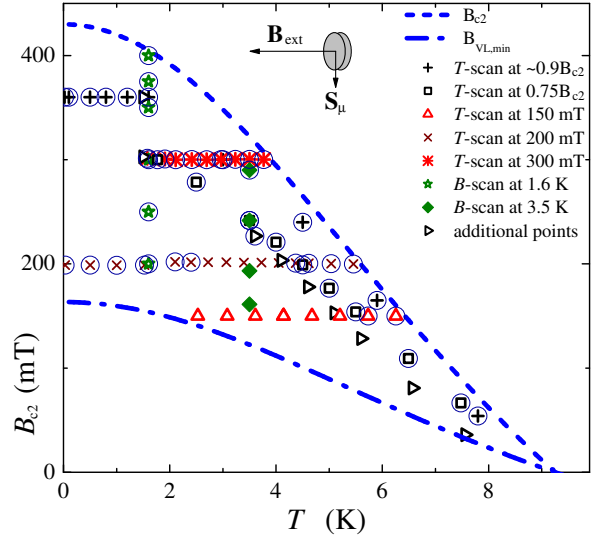 B_c2 (mT)
400
200
0
0
2
4
6
8
T (K)
B_ext
S_μ
B_c2
B_VL,min
T-scan at ~0.9B_c2
T-scan at 0.75B_c2
T-scan at 150 mT
T-scan at 200 mT
T-scan at 300 mT
B-scan at 1.6 K
B-scan at 3.5 K
additional points